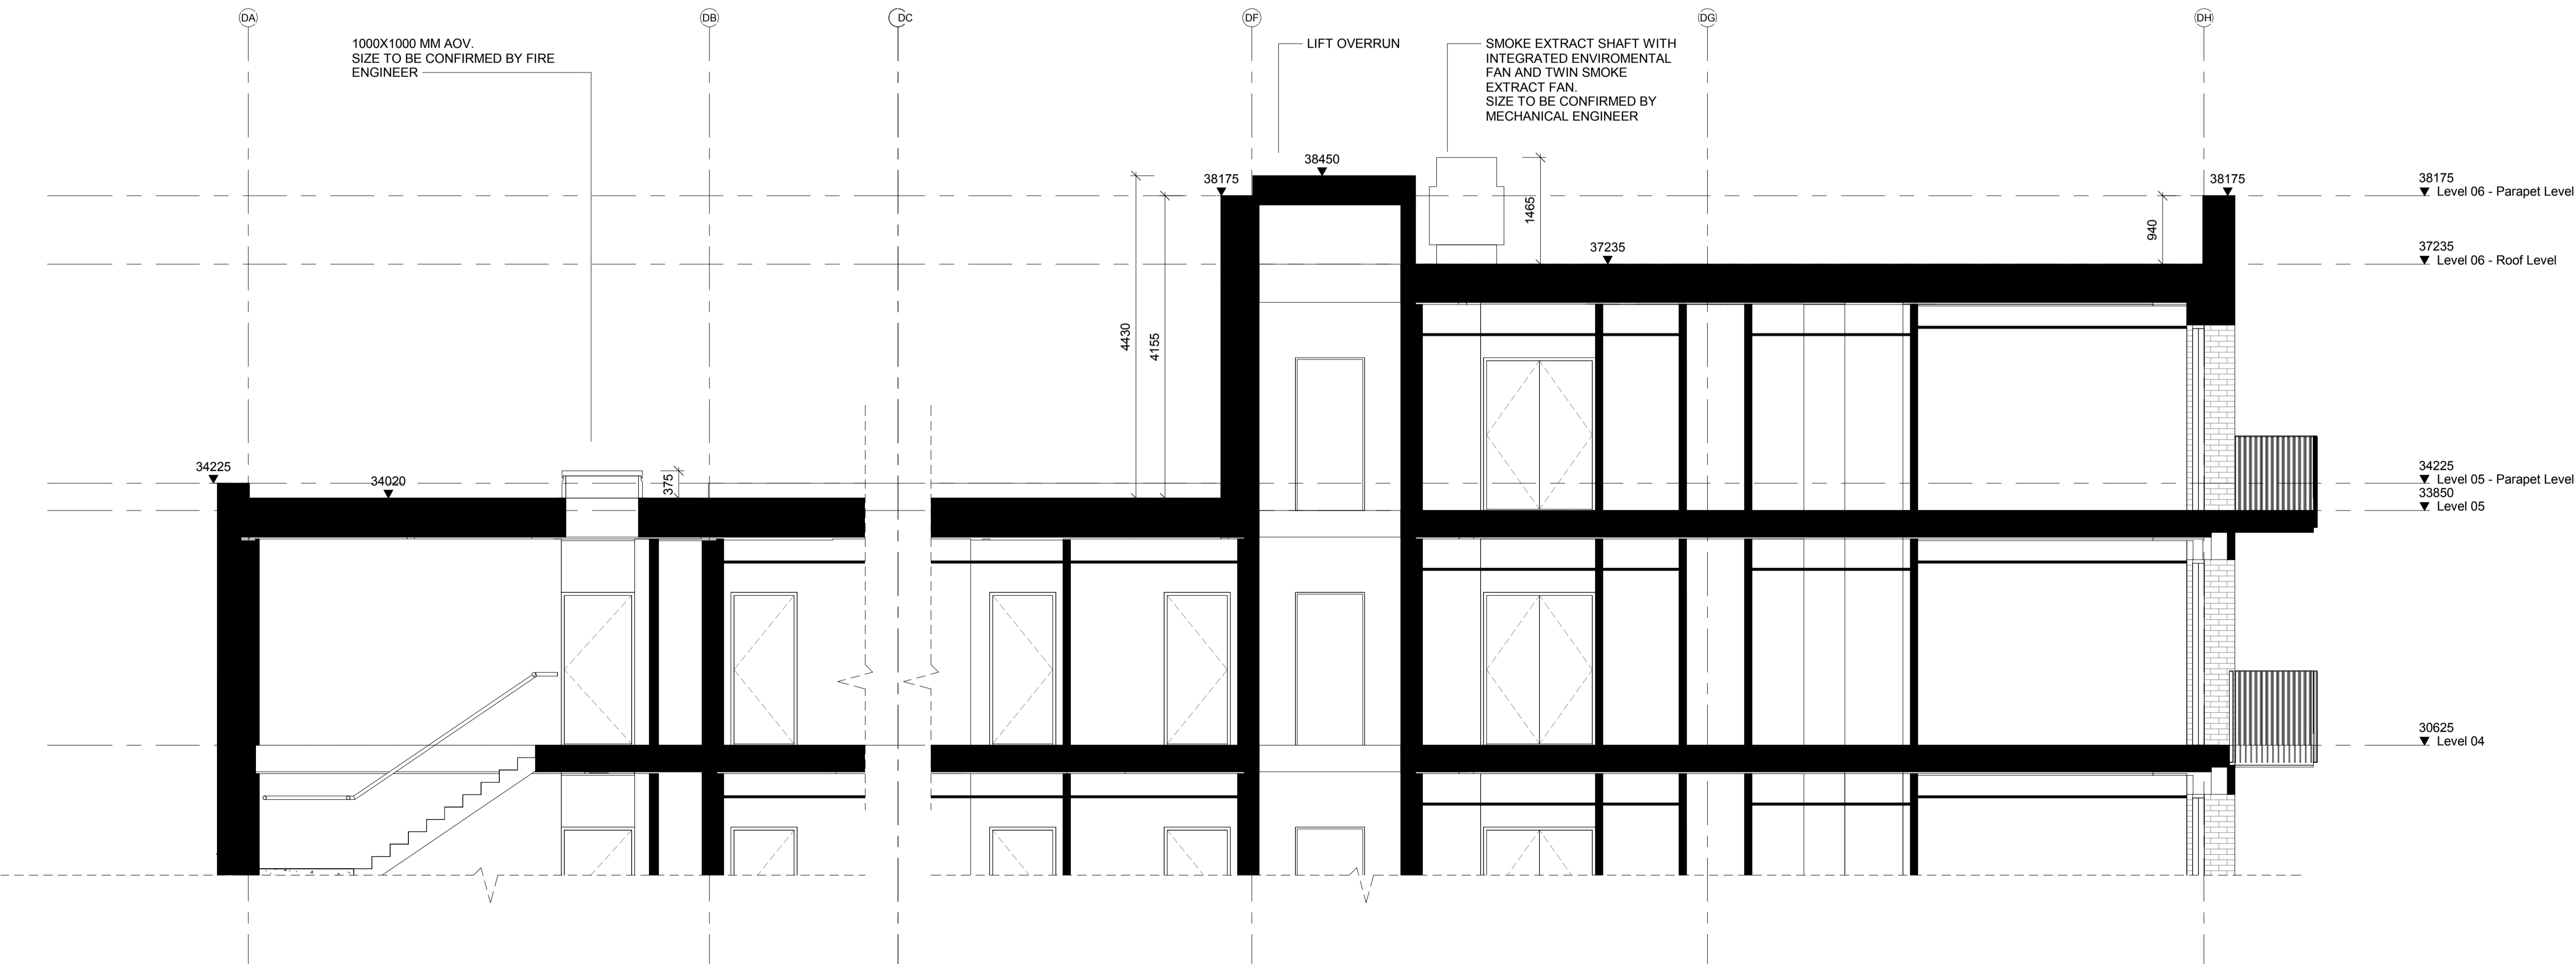 DA
DB
DC
DF
DG
DH
1000X1000 MM AOV.
SIZE TO BE CONFIRMED BY FIRE
ENGINEER
LIFT OVERRUN
SMOKE EXTRACT SHAFT WITH
INTEGRATED ENVIROMENTAL
FAN AND TWIN SMOKE
EXTRACT FAN.
SIZE TO BE CONFIRMED BY
MECHANICAL ENGINEER
38450
38175
38175
38175
Level 06 - Parapet Level
1465
940
37235
37235
Level 06 - Roof Level
4430
4155
34225
34020
375
34225
Level 05 - Parapet Level
33850
Level 05
30625
Level 04